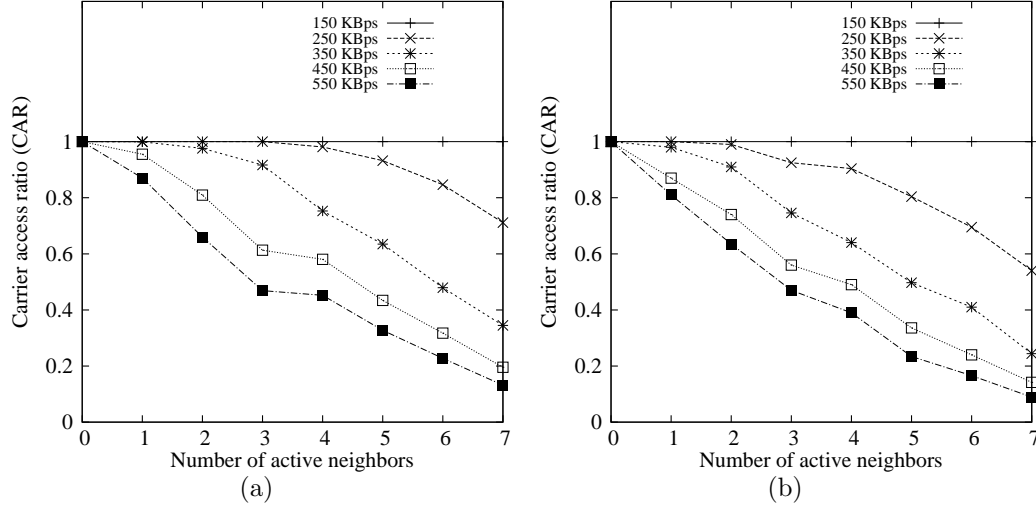 150 KBps
250 KBps
350 KBps
450 KBps
550 KBps
Carrier access ratio (CAR)
1
0.8
0.6
0.4
0.2
0
0 1 2 3 4 5 6 7
Number of active neighbors
(a)
150 KBps
250 KBps
350 KBps
450 KBps
550 KBps
Carrier access ratio (CAR)
1
0.8
0.6
0.4
0.2
0
0 1 2 3 4 5 6 7
Number of active neighbors
(b)